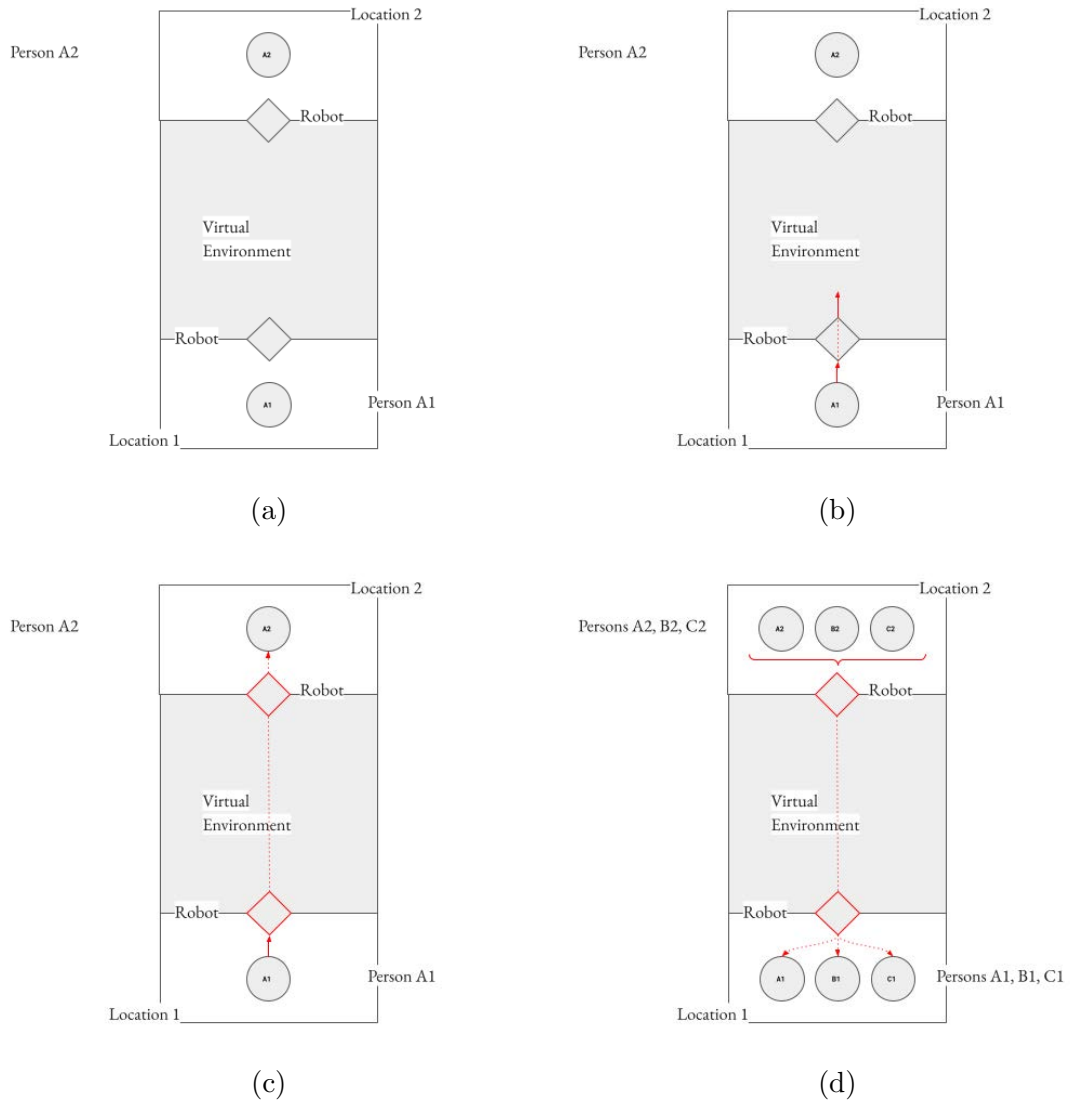 Location 2
Person A2
A2
Robot
Virtual
Environment
Robot
A1
Person A1
Location 1
(a)
Location 2
Person A2
A2
Robot
Virtual
Environment
Robot
A1
Person A1
Location 1
(b)
Location 2
Person A2
A2
Robot
Virtual
Environment
Robot
A1
Person A1
Location 1
(c)
Location 2
Persons A2, B2, C2
A2 B2 C2
Robot
Virtual
Environment
Robot
A1 B1 C1
Persons A1, B1, C1
Location 1
(d)